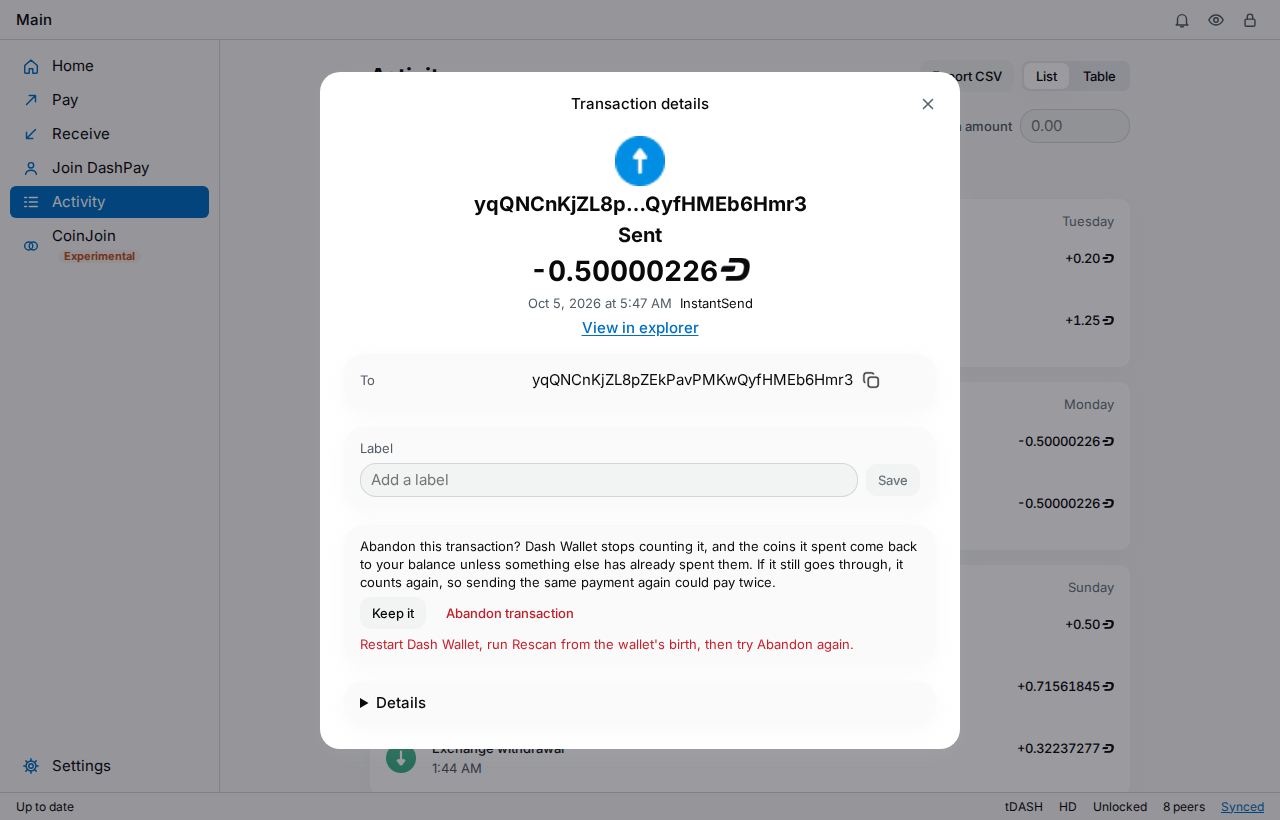 Main
Home
Pay
Receive
Join DashPay
Activity
CoinJoin
Experimental
Settings
ort CSV
List
Table
amount
0.00
Tuesday
+0.20
+1.25
Monday
-0.50000226
-0.50000226
Sunday
+0.50
+0.71561845
+0.32237277
Exchange withdrawal
1:44 AM
Transaction details
yqQNCnKjZL8p...QyfHMEb6Hmr3
Sent
-0.50000226
Oct 5, 2026 at 5:47 AM InstantSend
View in explorer
To
yqQNCnKjZL8pZEkPavPMKwQyfHMEb6Hmr3
Label
Add a label
Save
Abandon this transaction? Dash Wallet stops counting it, and the coins it spent come back
to your balance unless something else has already spent them. If it still goes through, it
counts again, so sending the same payment again could pay twice.
Keep it
Abandon transaction
Restart Dash Wallet, run Rescan from the wallet's birth, then try Abandon again.
Details
Up to date
tDASH HD Unlocked 8 peers Synced